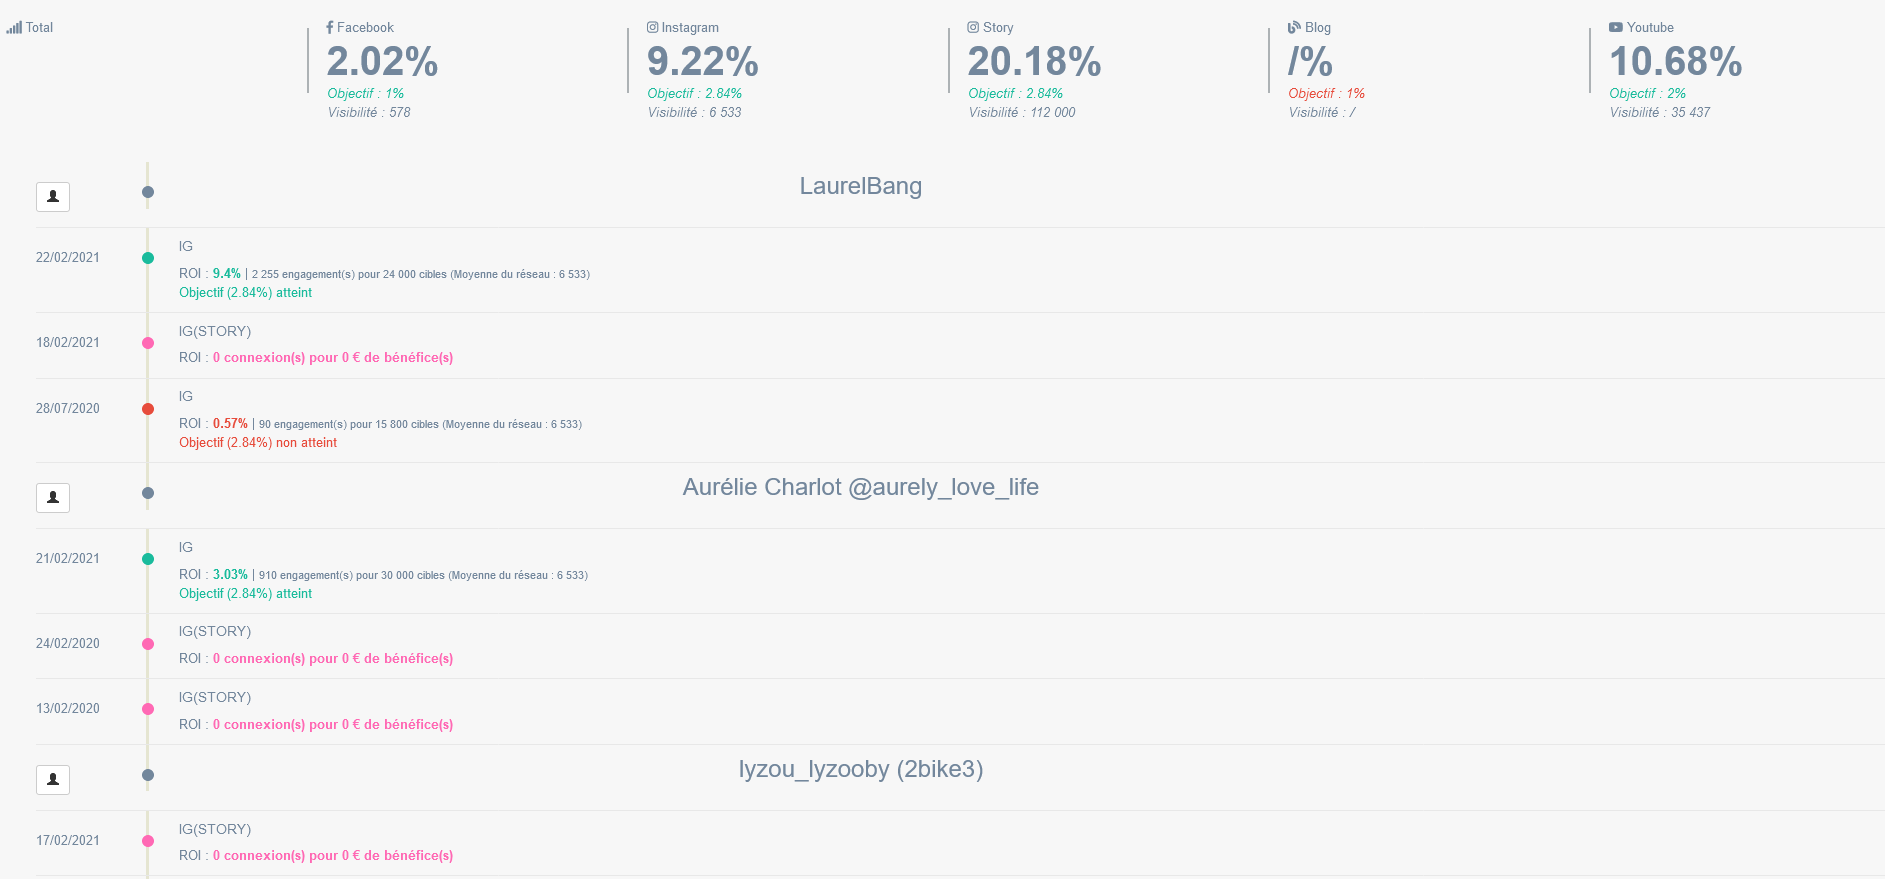 Total
Facebook
2.02%
Objectif : 1%
Visibilité : 578
Instagram
9.22%
Objectif : 2.84%
Visibilité : 6 533
Story
20.18%
Objectif : 2.84%
Visibilité : 112 000
Blog
/%
Objectif : 1%
Visibilité : /
Youtube
10.68%
Objectif : 2%
Visibilité : 35 437
LaurelBang
22/02/2021
IG
ROI : 9.4% | 2 255 engagement(s) pour 24 000 cibles (Moyenne du réseau : 6 533)
Objectif (2.84%) atteint
18/02/2021
IG(STORY)
ROI : 0 connexion(s) pour 0 € de bénéfice(s)
28/07/2020
IG
ROI : 0.57% | 90 engagement(s) pour 15 800 cibles (Moyenne du réseau : 6 533)
Objectif (2.84%) non atteint
Aurélie Charlot @aurely_love_life
21/02/2021
IG
ROI : 3.03% | 910 engagement(s) pour 30 000 cibles (Moyenne du réseau : 6 533)
Objectif (2.84%) atteint
24/02/2020
IG(STORY)
ROI : 0 connexion(s) pour 0 € de bénéfice(s)
13/02/2020
IG(STORY)
ROI : 0 connexion(s) pour 0 € de bénéfice(s)
lyzou_lyzooby (2bike3)
17/02/2021
IG(STORY)
ROI : 0 connexion(s) pour 0 € de bénéfice(s)